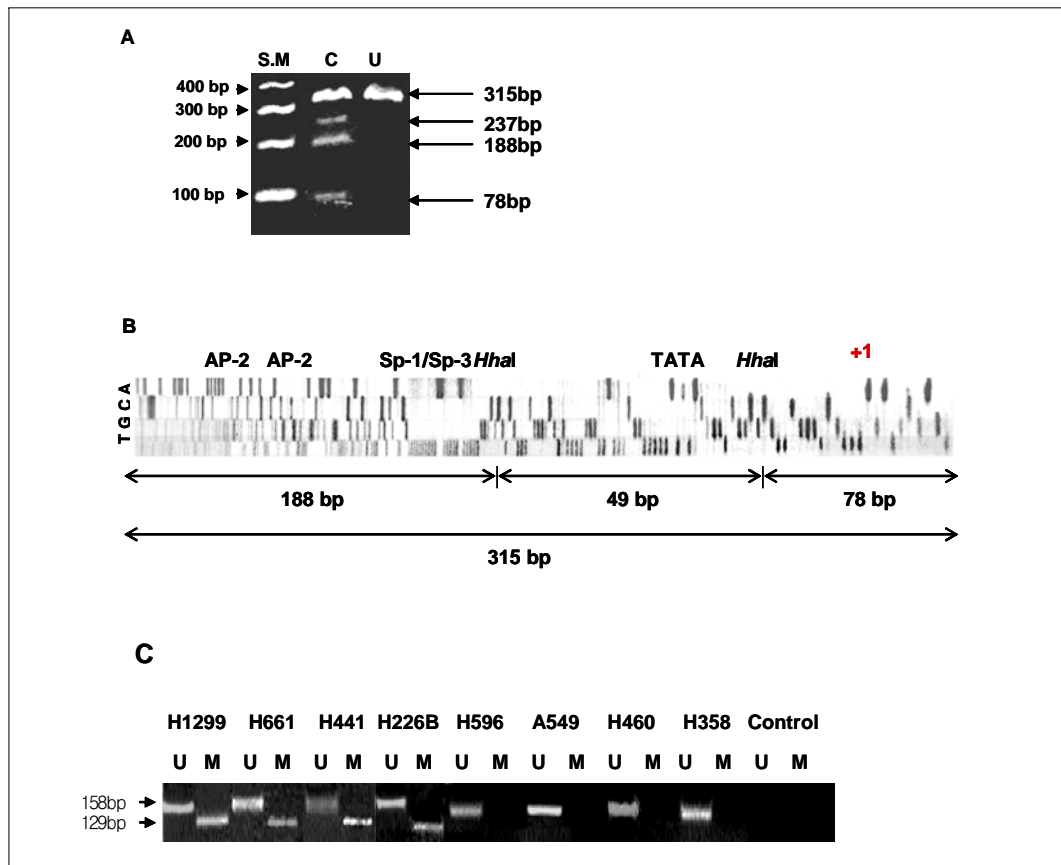 A
S.M C U
400 bp
300 bp
200 bp
100 bp
315bp
237bp
188bp
78bp
B
AP-2 AP-2 Sp-1/Sp-3 HhaI TATA HhaI +1
T G C A
188 bp 49 bp 78 bp
315 bp
C
H1299 H661 H441 H226B H596 A549 H460 H358 Control
U M U M U M U M U M U M U M U M U M
158bp
129bp